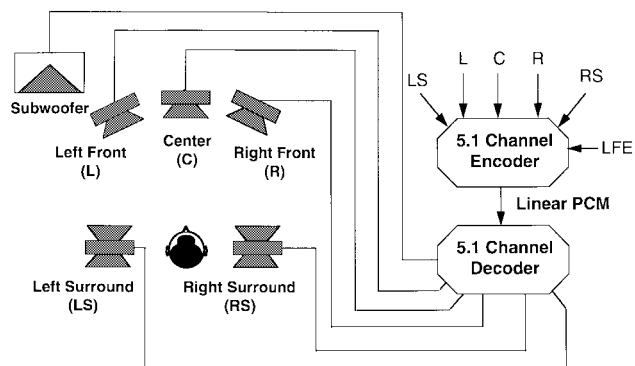 L
C
R
LS
RS
Subwoofer
Left Front
(L)
Center
(C)
Right Front
(R)
5.1 Channel
Encoder
LFE
Linear PCM
5.1 Channel
Decoder
Left Surround
(LS)
Right Surround
(RS)